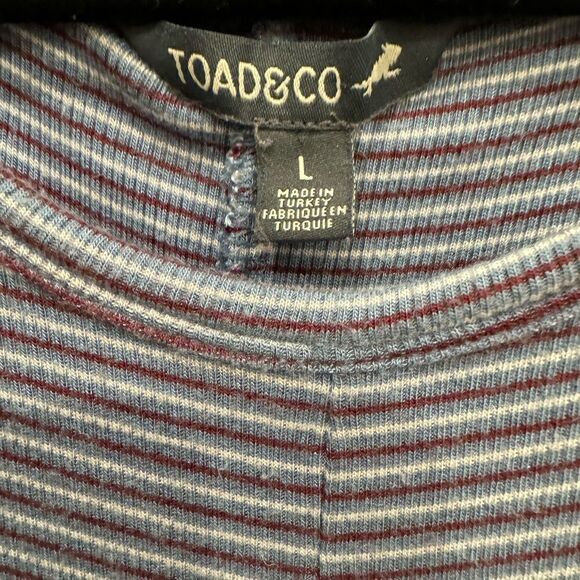 TOAD&CO
L
MADE IN
TURKEY
FABRIQUE EN
TURQUIE